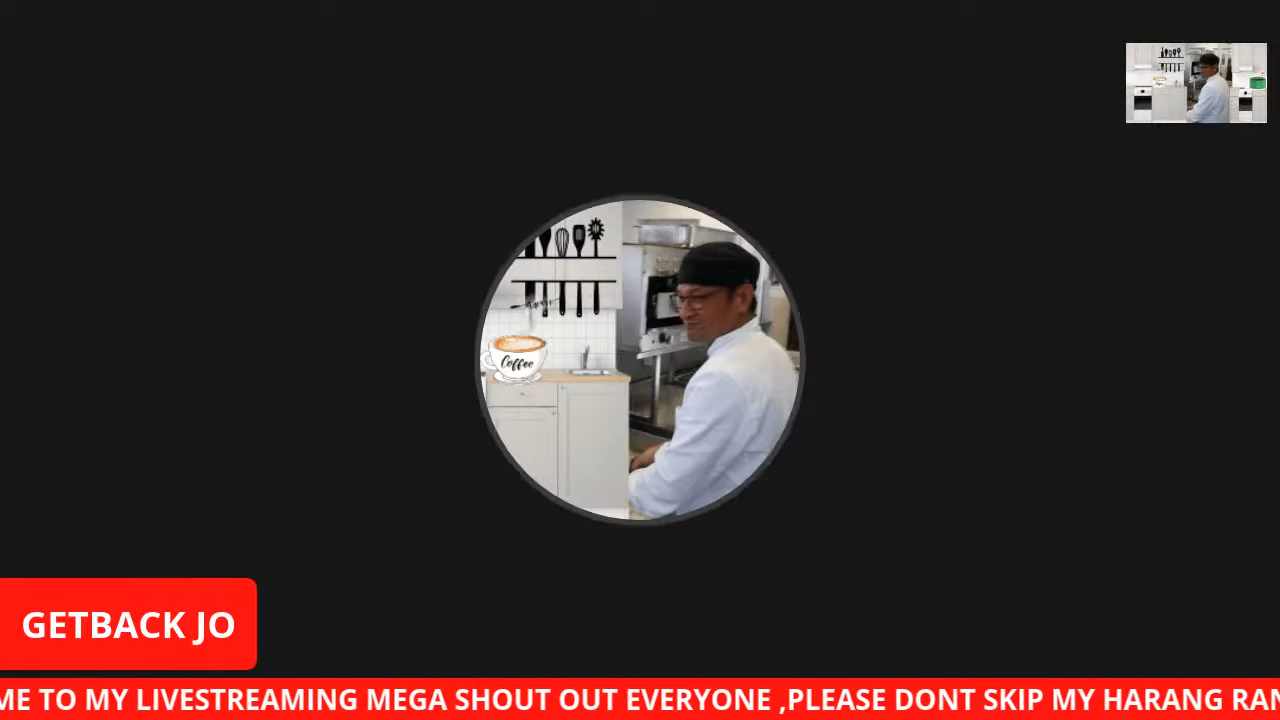 Coffee
GETBACK JO
ME TO MY LIVESTREAMING MEGA SHOUT OUT EVERYONE ,PLEASE DONT SKIP MY HARANG RAN